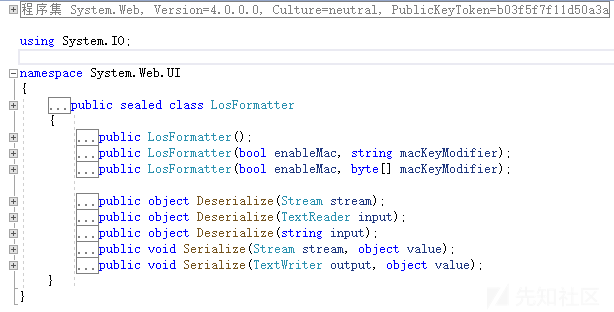 程序集 System.Web, Version=4.0.0.0, Culture=neutral, PublicKeyToken=b03f5f7f11d50a3a
using System.IO;
namespace System.Web.UI
{
...public sealed class LosFormatter
{
...public LosFormatter();
...public LosFormatter(bool enableMac, string macKeyModifier);
...public LosFormatter(bool enableMac, byte[] macKeyModifier);
...public object Deserialize(Stream stream);
...public object Deserialize(TextReader input);
...public object Deserialize(string input);
...public void Serialize(Stream stream, object value);
...public void Serialize(TextWriter output, object value);
}
}
先知社区